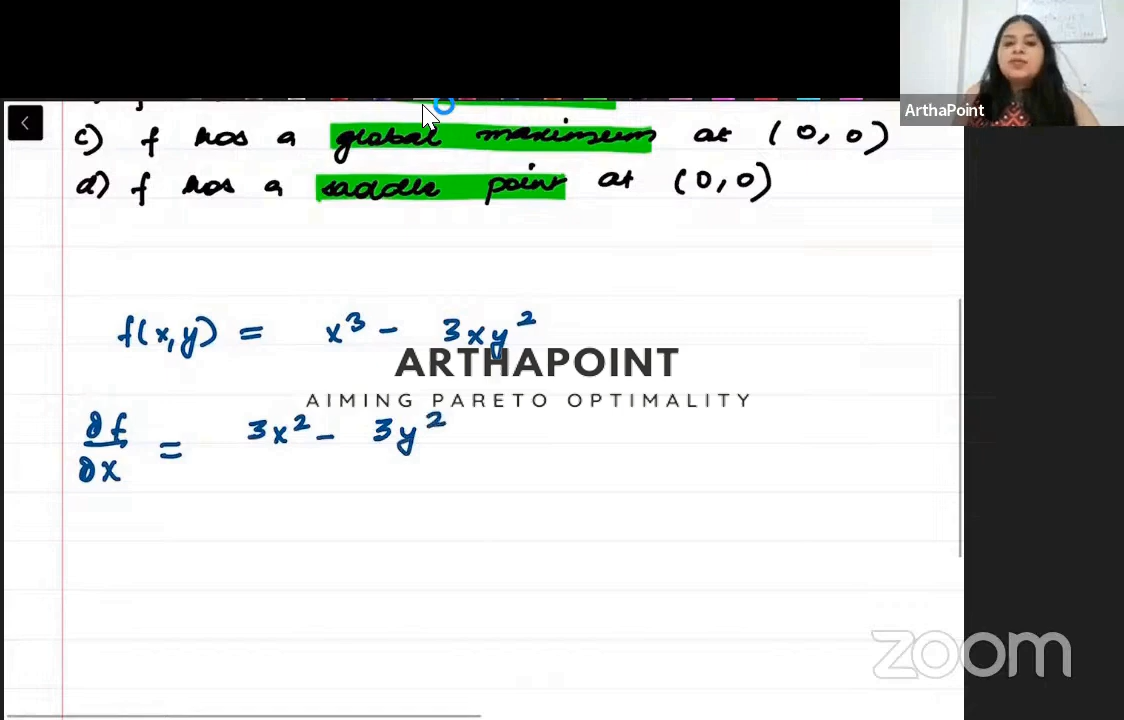 ArthaPoint
c) f has a global maximum at (0,0)
d) f has a saddle point at (0,0)
f(x,y) = x³ - 3xy²
ARTHAPOINT
AIMING PARETO OPTIMALITY
∂f/∂x = 3x² - 3y²
zoom